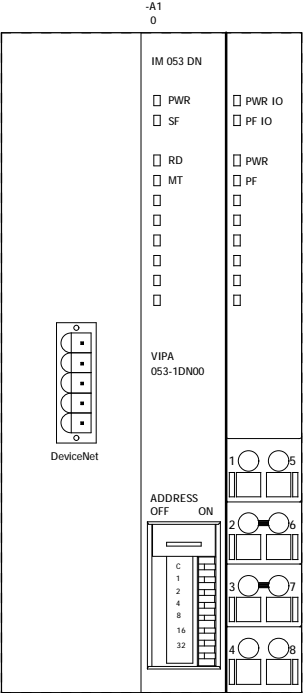 -A1
0
IM 053 DN
PWR
SF
PWR IO
PF IO
RD
MT
PWR
PF
VIPA
053-1DN00
DeviceNet
ADDRESS
OFF ON
C
1
2
4
8
16
32
1 5
2 6
3 7
4 8